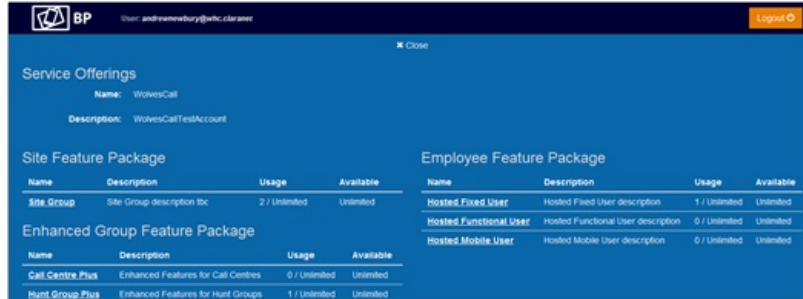 BP
User: andrewnewbury@whc.claranet
Logout
✖ Close
Service Offerings
Name: WolvesCall
Description: WolvesCallTestAccount
Site Feature Package
Name Description Usage Available
Site Group Site Group description tbc 2 / Unlimited Unlimited
Enhanced Group Feature Package
Name Description Usage Available
Call Centre Plus Enhanced Features for Call Centres 0 / Unlimited Unlimited
Hunt Group Plus Enhanced Features for Hunt Groups 1 / Unlimited Unlimited
Employee Feature Package
Name Description Usage Available
Hosted Fixed User Hosted Fixed User description 1 / Unlimited Unlimited
Hosted Functional User Hosted Functional User description 0 / Unlimited Unlimited
Hosted Mobile User Hosted Mobile User description 0 / Unlimited Unlimited